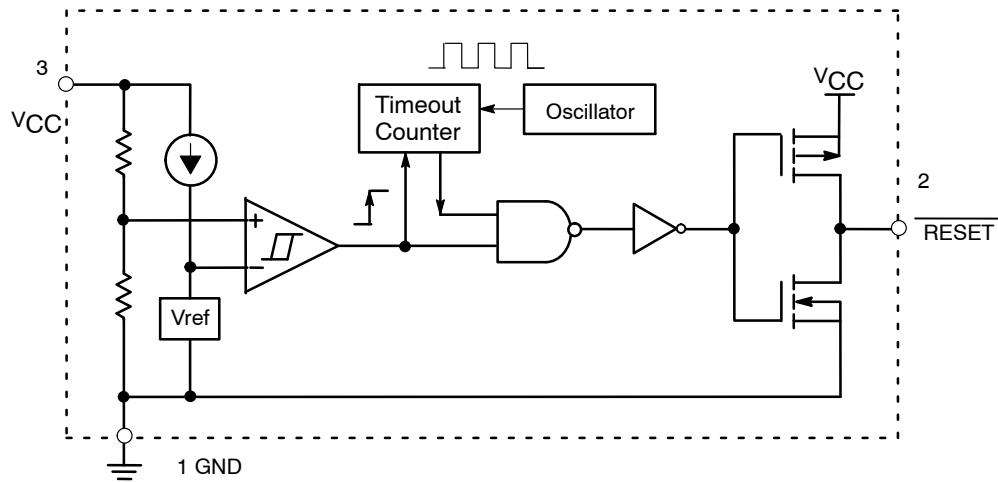 3
VCC
Timeout
Counter
Oscillator
VCC
+
−
Vref
2
RESET
1 GND